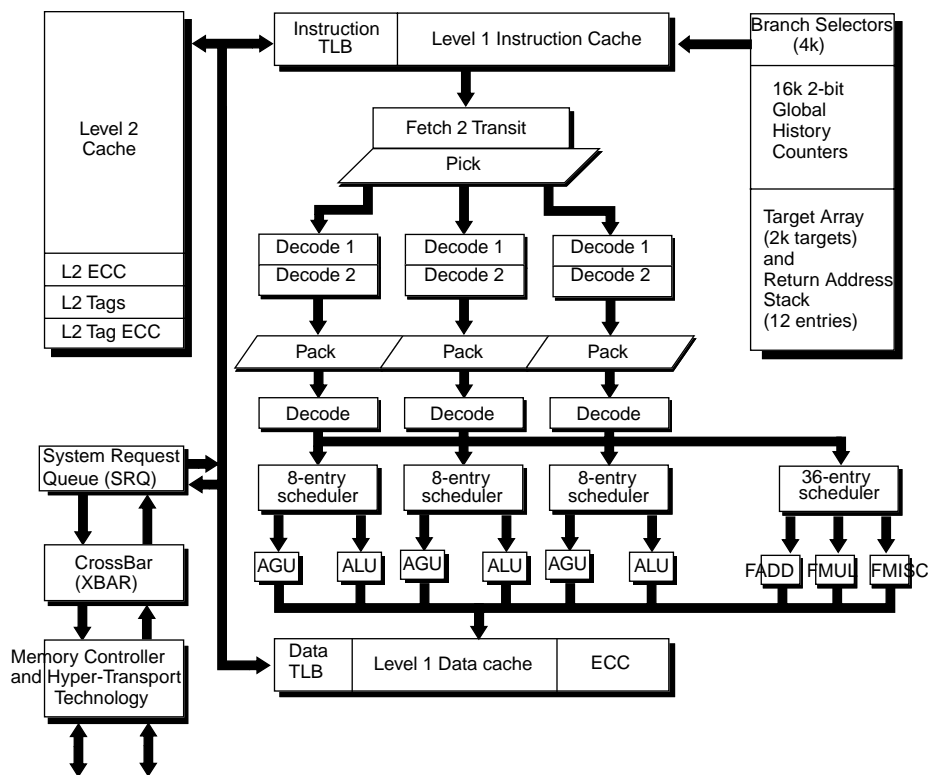 Instruction
TLB
Level 1 Instruction Cache
Branch Selectors
(4k)
16k 2-bit
Global
History
Counters
Target Array
(2k targets)
and
Return Address
Stack
(12 entries)
Level 2
Cache
L2 ECC
L2 Tags
L2 Tag ECC
Fetch 2 Transit
Pick
Decode 1
Decode 1
Decode 1
Decode 2
Decode 2
Decode 2
Pack
Pack
Pack
Decode
Decode
Decode
System Request
Queue (SRQ)
8-entry
scheduler
8-entry
scheduler
8-entry
scheduler
36-entry
scheduler
CrossBar
(XBAR)
AGU
ALU
AGU
ALU
AGU
ALU
FADD
FMUL
FMISC
Memory Controller
and Hyper-Transport
Technology
Data
TLB
Level 1 Data cache
ECC